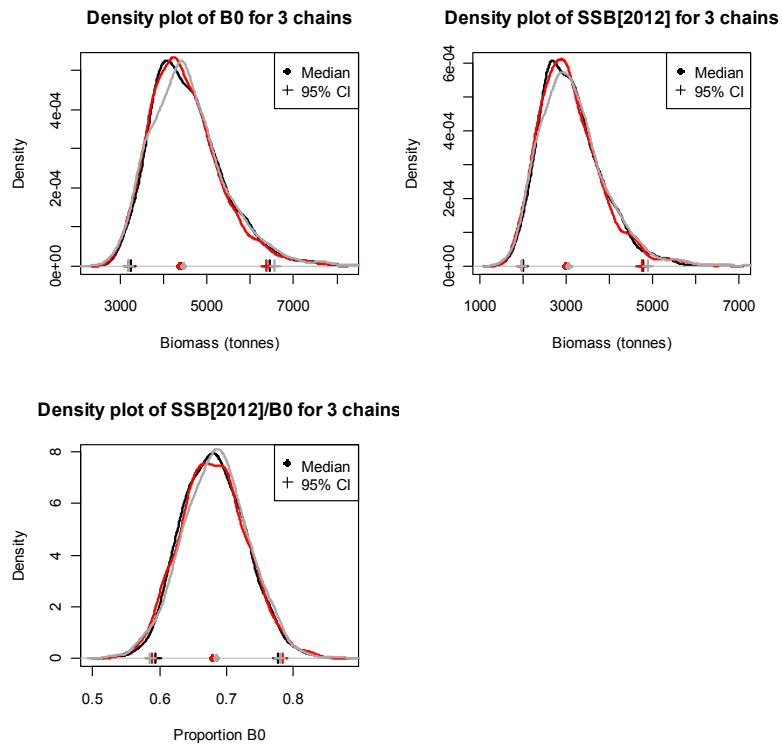 Density plot of B0 for 3 chains
Density
0e+00
2e-04
4e-04
Median
95% CI
3000
5000
7000
Biomass (tonnes)
Density plot of SSB[2012] for 3 chains
Density
0e+00
2e-04
4e-04
6e-04
Median
95% CI
1000
3000
5000
7000
Biomass (tonnes)
Density plot of SSB[2012]/B0 for 3 chains
Density
0
2
4
6
8
Median
95% CI
0.5
0.6
0.7
0.8
Proportion B0